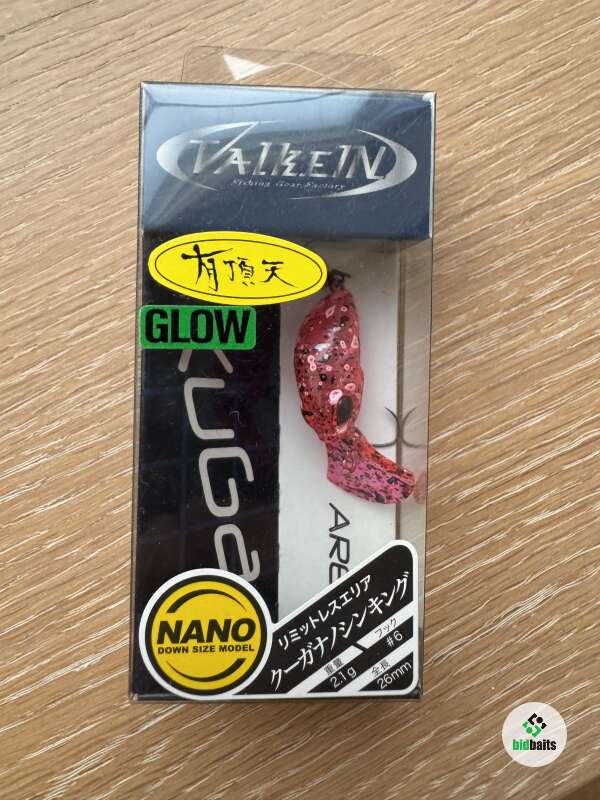 VALKEIN
Fishing Gear Factory
有頂天
GLOW
KUGa
ARE
NANO
DOWN SIZE MODEL
リミットレスエリア
クーガナノシンキング
重量
2.1g
フック
#6
全長
26mm
bidbaits